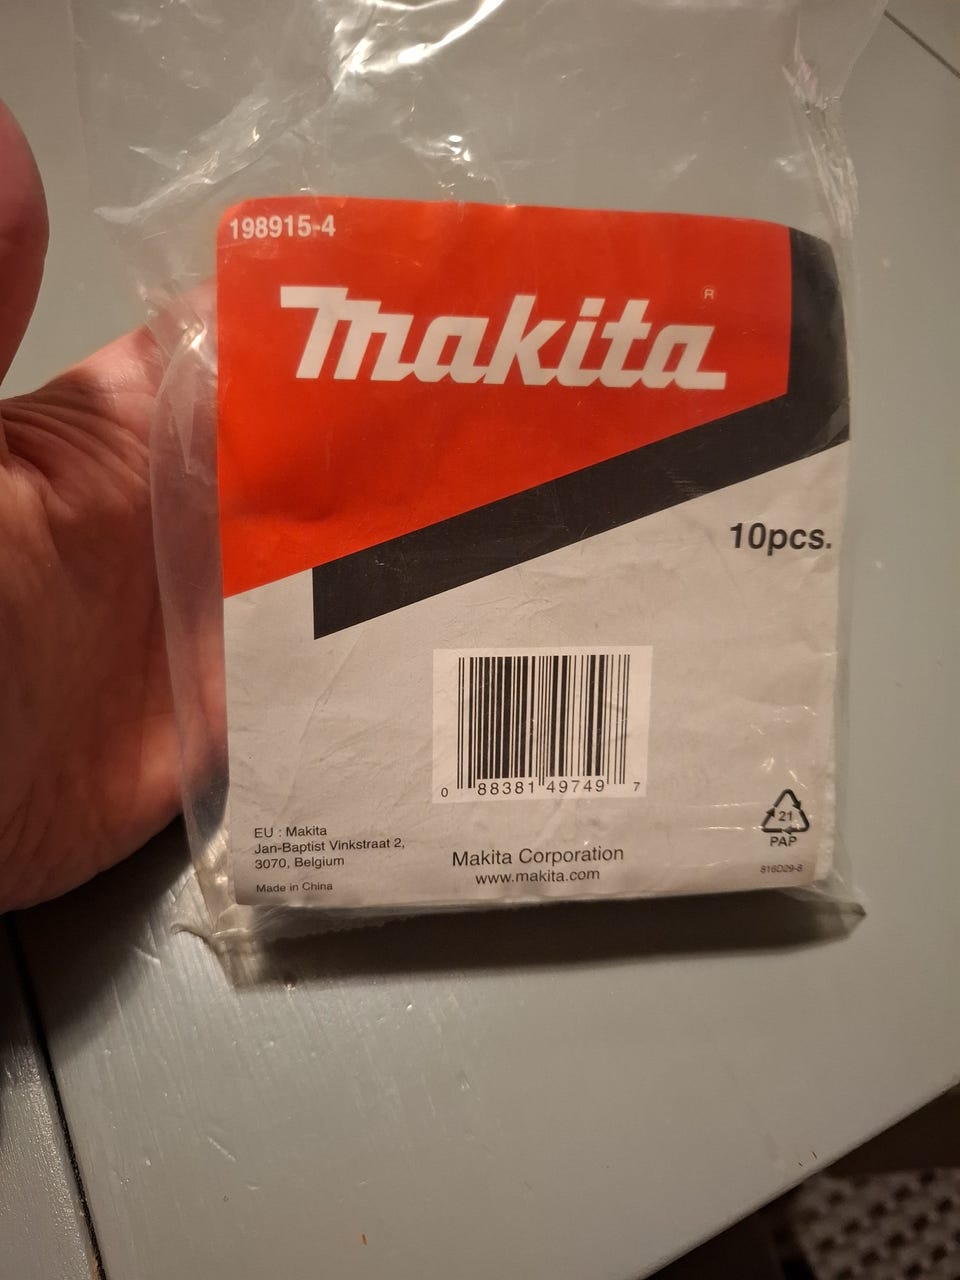 198915-4
makita®
10pcs.
0 88381 49749 7
EU : Makita
Jan-Baptist Vinkstraat 2,
3070, Belgium
Made in China
Makita Corporation
www.makita.com
21
PAP
816D29-8